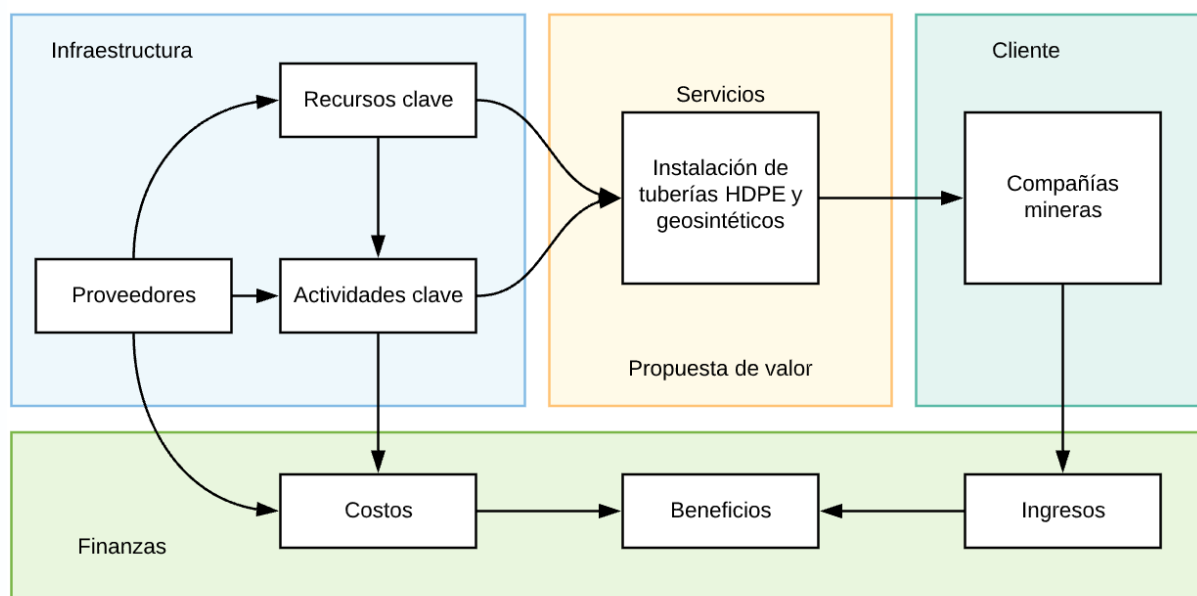 Infraestructura
Recursos clave
Proveedores
Actividades clave
Servicios
Instalación de
tuberías HDPE y
geosintéticos
Propuesta de valor
Cliente
Compañías
mineras
Finanzas
Costos
Beneficios
Ingresos